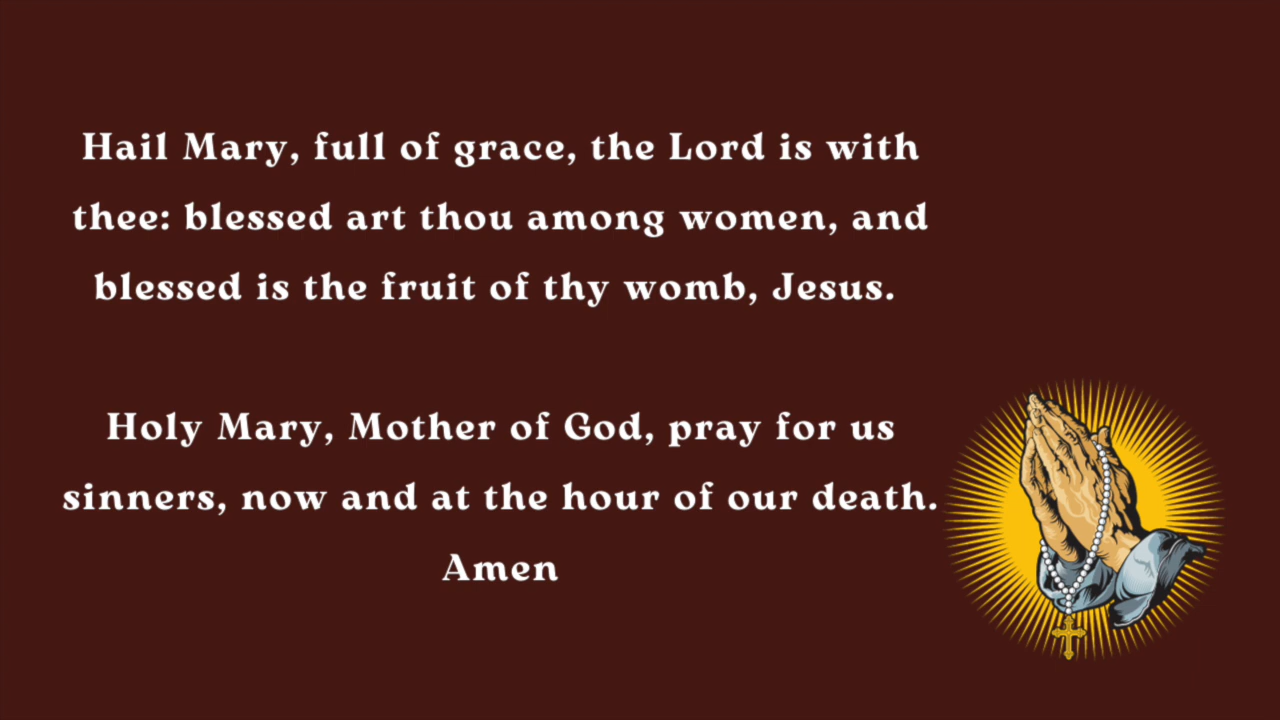 Hail Mary, full of grace, the Lord is with
thee: blessed art thou among women, and
blessed is the fruit of thy womb, Jesus.
Holy Mary, Mother of God, pray for us
sinners, now and at the hour of our death.
Amen